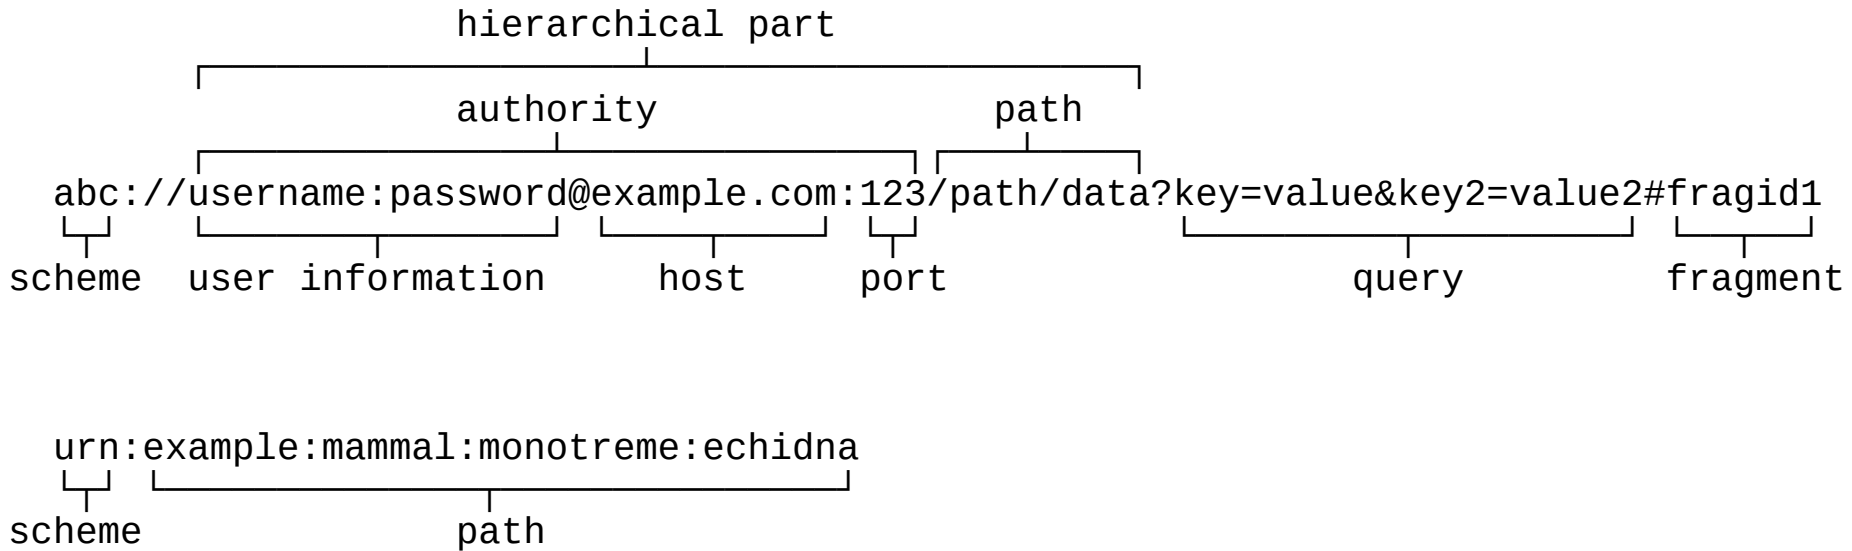 hierarchical part
authority path
abc://username:password@example.com:123/path/data?key=value&key2=value2#fragid1
scheme user information host port query fragment
urn:example:mammal:monotreme:echidna
scheme path